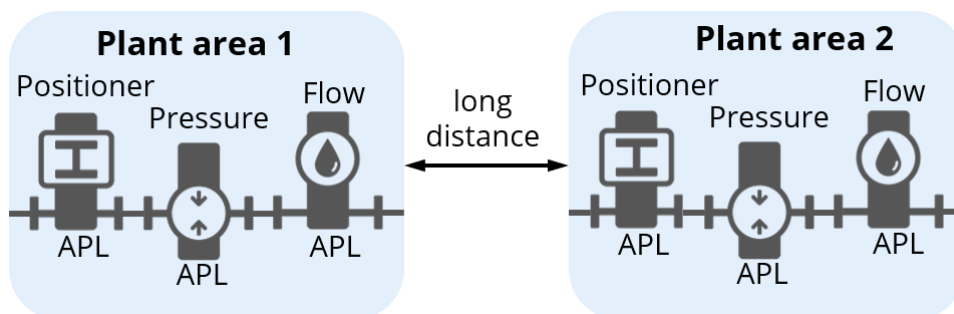 Plant area 1
Positioner
Pressure
Flow
APL
APL
APL
long
distance
Plant area 2
Positioner
Pressure
Flow
APL
APL
APL